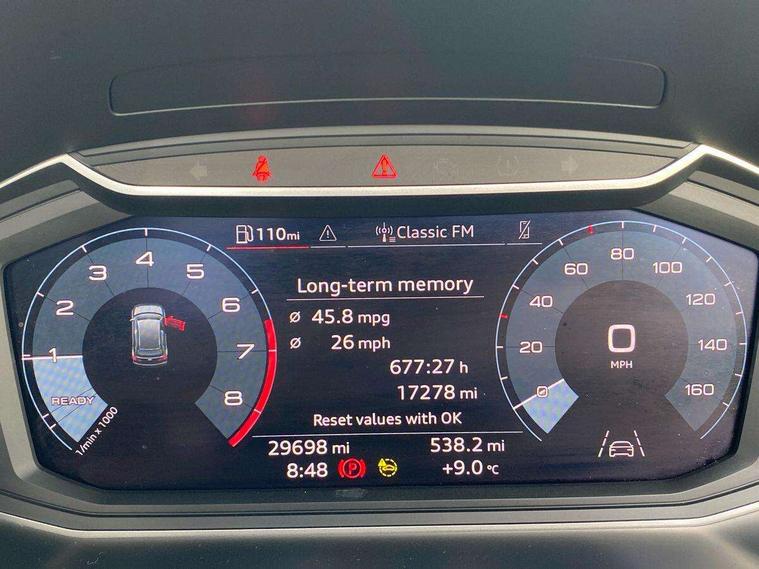 110mi
Classic FM
Long-term memory
Ø 45.8 mpg
Ø 26 mph
677:27 h
17278 mi
Reset values with OK
29698 mi
538.2 mi
8:48
P
+9.0 °C
1 2 3 4 5 6 7 8
READY
1/min x 1000
0 20 40 60 80 100 120 140 160
0
MPH